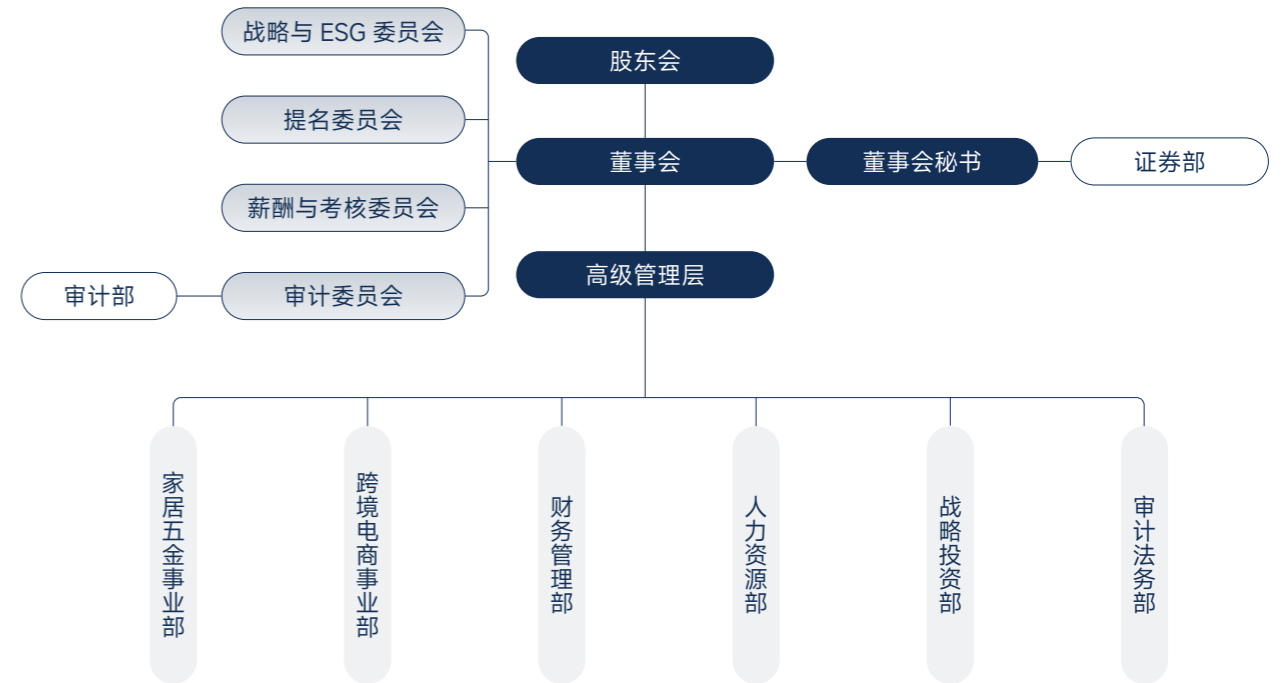 战略与 ESG 委员会
股东会
提名委员会
董事会
董事会秘书
证券部
薪酬与考核委员会
高级管理层
审计部
审计委员会
家居五金事业部
跨境电商事业部
财务管理部
人力资源部
战略投资部
审计法务部